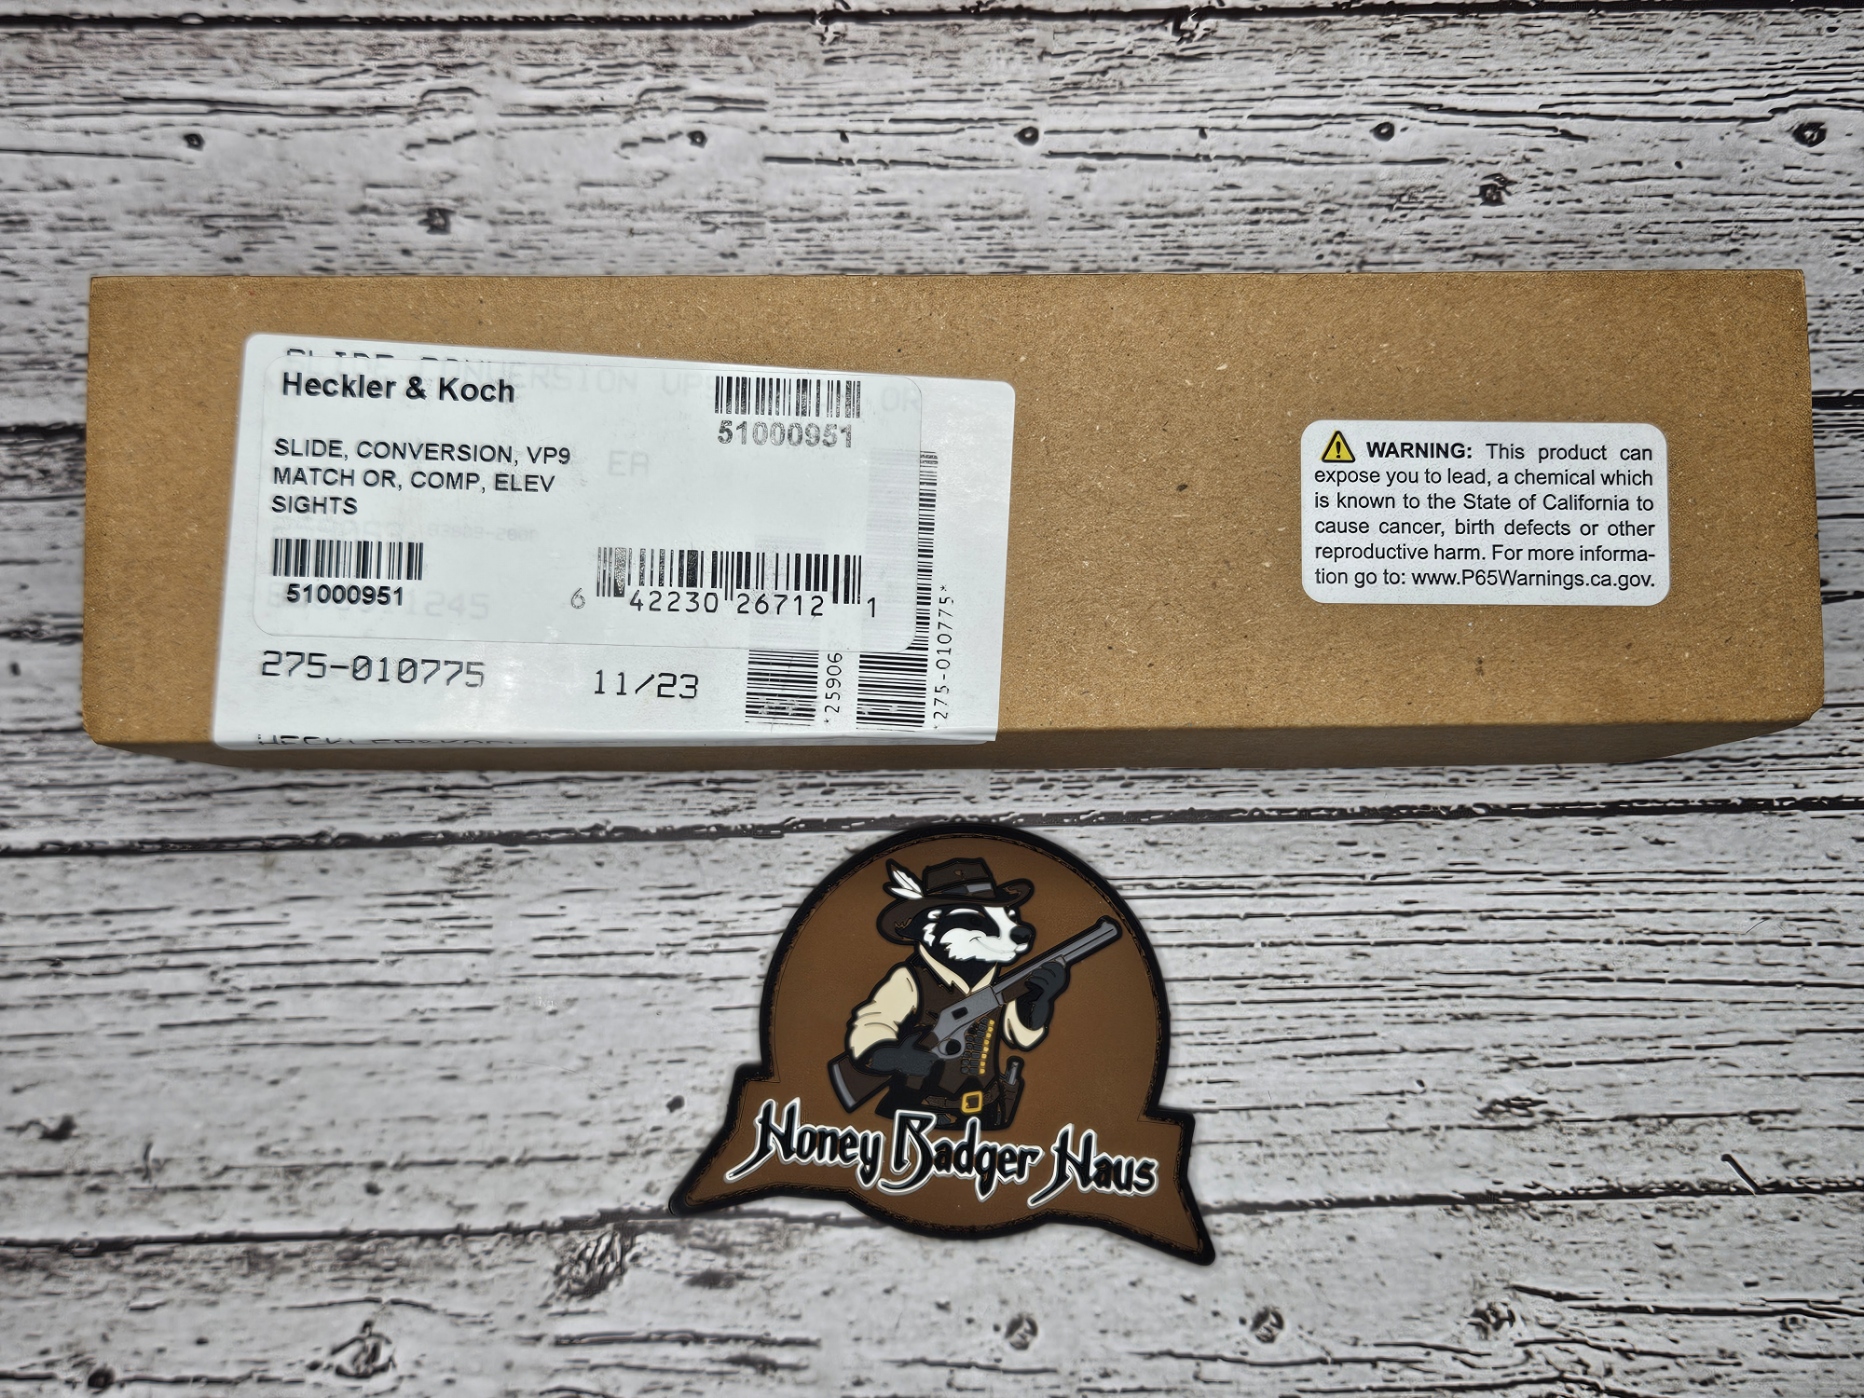 Heckler & Koch
51000951
SLIDE, CONVERSION, VP9
MATCH OR, COMP, ELEV
SIGHTS
EA
51000951
6 42230 26712 1
275-010775
11/23
*25906
*275-010775*
WARNING: This product can
expose you to lead, a chemical which
is known to the State of California to
cause cancer, birth defects or other
reproductive harm. For more informa-
tion go to: www.P65Warnings.ca.gov.
Honey Badger Haus